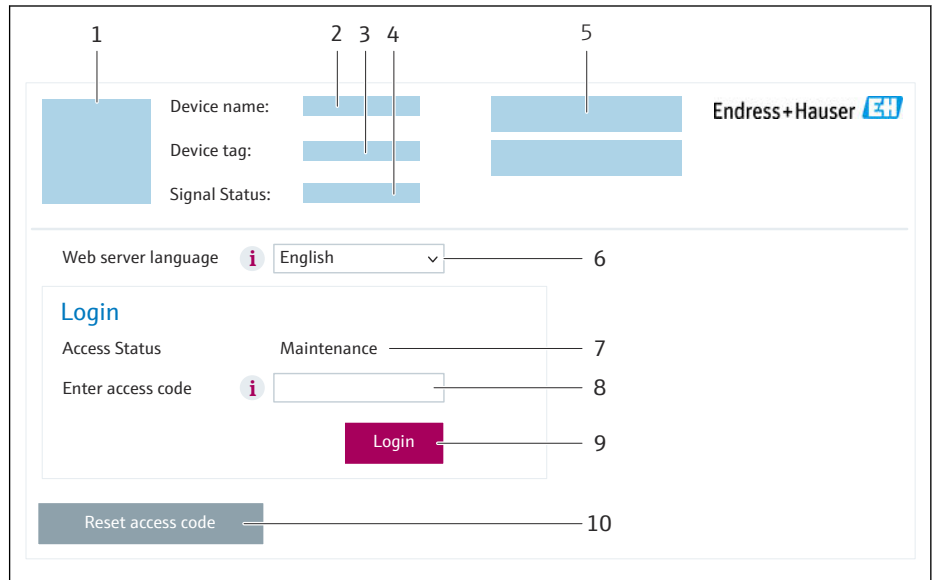 1 2 3 4 5
Device name:
Endress+Hauser EH
Device tag:
Signal Status:
Web server language i English 6
Login
Access Status Maintenance 7
Enter access code i 8
Login 9
Reset access code 10